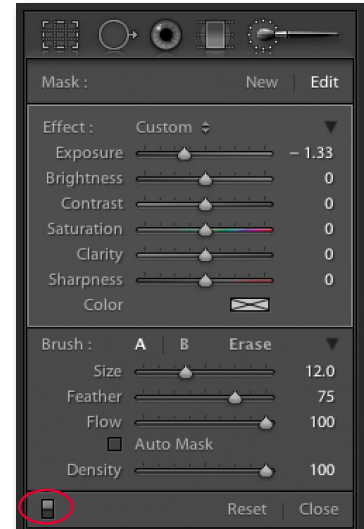 Mask : New | Edit
Effect : Custom
Exposure − 1.33
Brightness 0
Contrast 0
Saturation 0
Clarity 0
Sharpness 0
Color
Brush : A | B Erase
Size 12.0
Feather 75
Flow 100
Auto Mask
Density 100
Reset | Close